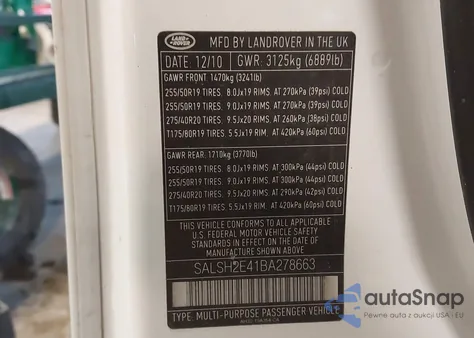 LAND ROVER
MFD BY LANDROVER IN THE UK
DATE: 12/10 GWR: 3125kg (6889lb)
GAWR FRONT: 1470kg (3241lb)
255/50R19 TIRES. 8.0Jx19 RIMS. AT 270kPa (39psi) COLD
255/50R19 TIRES. 9.0Jx19 RIMS. AT 270kPa (39psi) COLD
275/40R20 TIRES. 9.5Jx20 RIMS. AT 260kPa (38psi) COLD
T175/80R19 TIRES. 5.5Jx19 RIMS. AT 420kPa (60psi) COLD
GAWR REAR: 1710kg (3770lb)
255/50R19 TIRES. 8.0Jx19 RIMS. AT 300kPa (44psi) COLD
255/50R19 TIRES. 9.0Jx19 RIMS. AT 300kPa (44psi) COLD
275/40R20 TIRES. 9.5Jx20 RIMS. AT 290kPa (42psi) COLD
T175/80R19 TIRES. 5.5Jx19 RIMS. AT 420kPa (60psi) COLD
THIS VEHICLE CONFORMS TO ALL APPLICABLE
U.S. FEDERAL MOTOR VEHICLE SAFETY
STANDARDS IN EFFECT ON THE DATE OF
MANUFACTURE SHOWN ABOVE.
SALSH2E41BA278663
TYPE: MULTI-PURPOSE PASSENGER VEHICLE
autoSnap
Pewne auta z aukcji USA i EU